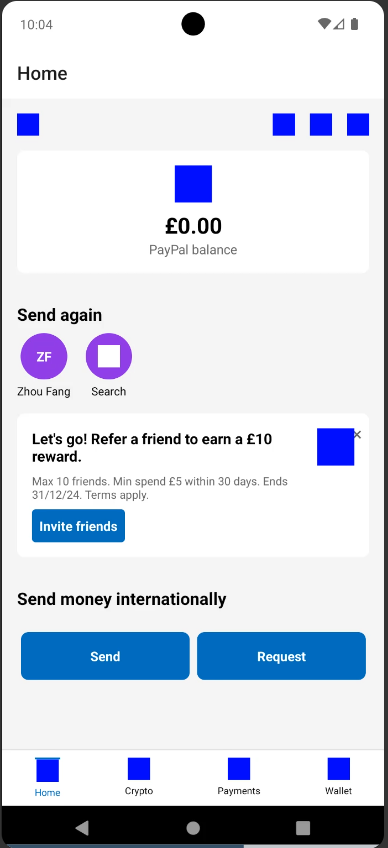 10:04
Home
£0.00
PayPal balance
Send again
ZF
Zhou Fang
Search
Let's go! Refer a friend to earn a £10
reward.
Max 10 friends. Min spend £5 within 30 days. Ends
31/12/24. Terms apply.
Invite friends
Send money internationally
Send
Request
Home
Crypto
Payments
Wallet